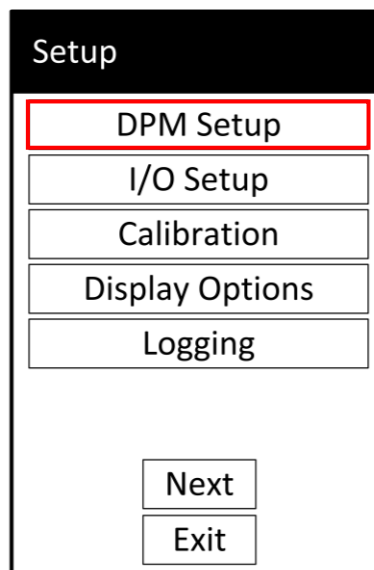 Setup
DPM Setup
I/O Setup
Calibration
Display Options
Logging
Next
Exit